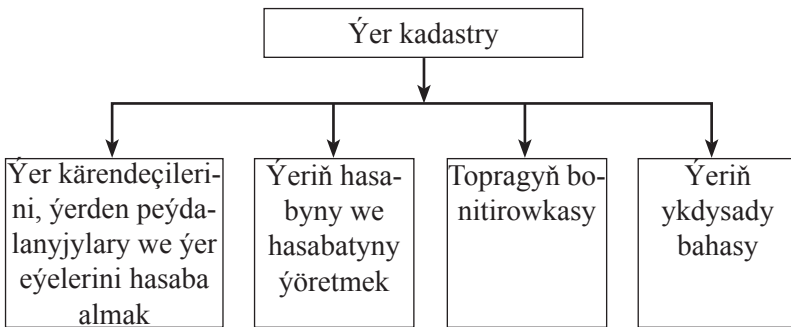 Ýer kadastry
Ýer kärendeçileri-
ni, ýerden peýda-
lanyjylary we ýer
eýelerini hasaba
almak
Ýeriň hasa-
byny we
hasabatyny
ýöretmek
Topragyň bo-
nitirowkasy
Ýeriň
ykdysady
bahasy